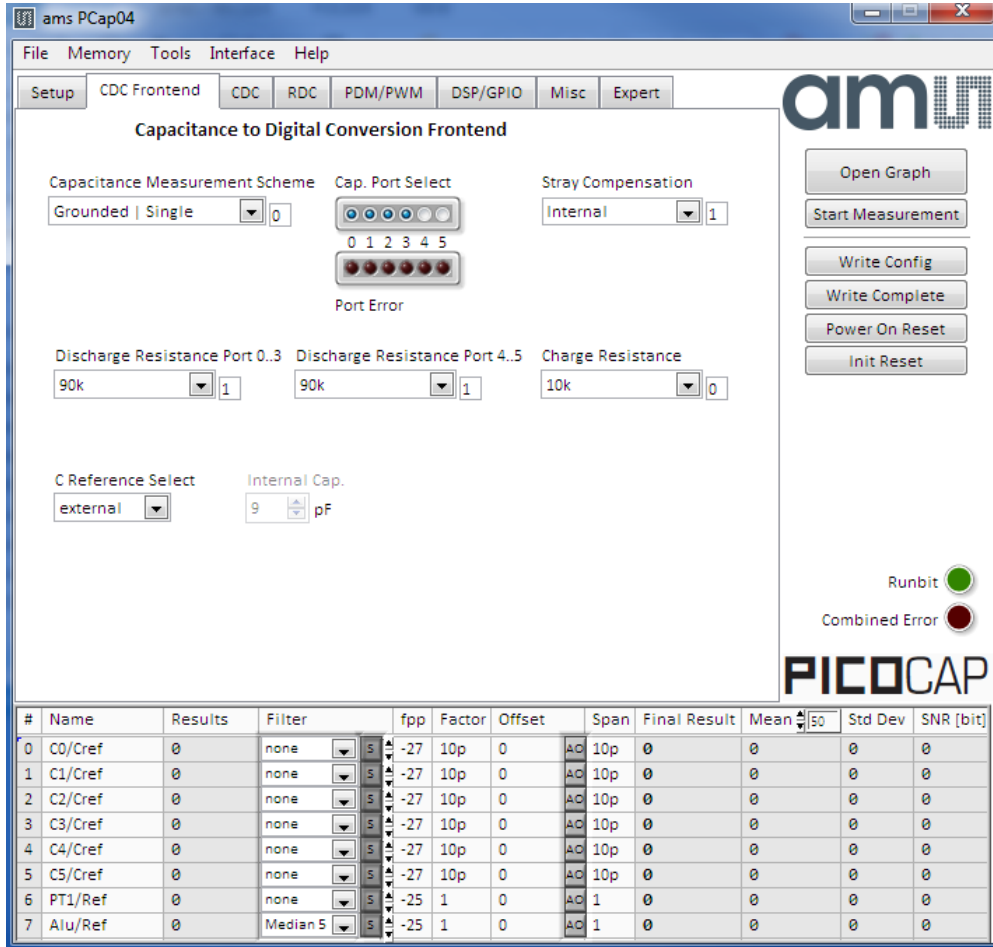 ams PCap04
File Memory Tools Interface Help
Setup CDC Frontend CDC RDC PDM/PWM DSP/GPIO Misc Expert
amu
Capacitance to Digital Conversion Frontend
Open Graph
Capacitance Measurement Scheme Cap. Port Select Stray Compensation
Grounded | Single 0 Internal 1
Start Measurement
0 1 2 3 4 5
Write Config
Write Complete
Port Error
Power On Reset
Discharge Resistance Port 0..3 Discharge Resistance Port 4..5 Charge Resistance
Init Reset
90k 1 90k 1 10k 0
C Reference Select Internal Cap.
external 9 pF
Runbit
Combined Error
PICOCAP
# Name Results Filter fpp Factor Offset Span Final Result Mean 50 Std Dev SNR [bit]
0 C0/Cref 0 none S -27 10p 0 AO 10p 0 0 0 0
1 C1/Cref 0 none S -27 10p 0 AO 10p 0 0 0 0
2 C2/Cref 0 none S -27 10p 0 AO 10p 0 0 0 0
3 C3/Cref 0 none S -27 10p 0 AO 10p 0 0 0 0
4 C4/Cref 0 none S -27 10p 0 AO 10p 0 0 0 0
5 C5/Cref 0 none S -27 10p 0 AO 10p 0 0 0 0
6 PT1/Ref 0 none S -25 1 0 AO 1 0 0 0 0
7 Alu/Ref 0 Median 5 S -25 1 0 AO 1 0 0 0 0